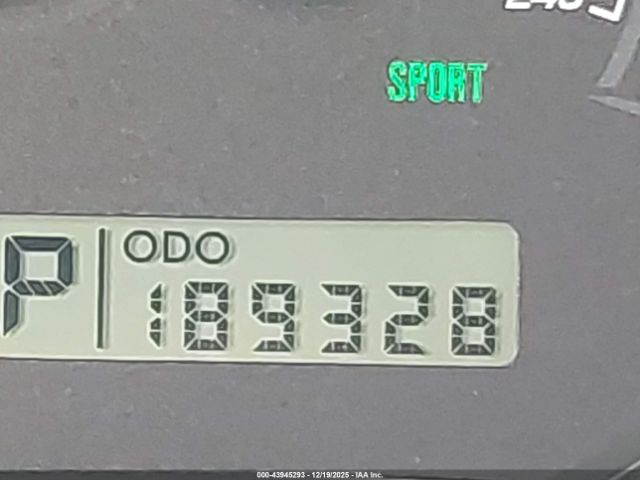 SPORT
ODO
P 189328
000-43945293 - 12/19/2025 - IAA Inc.